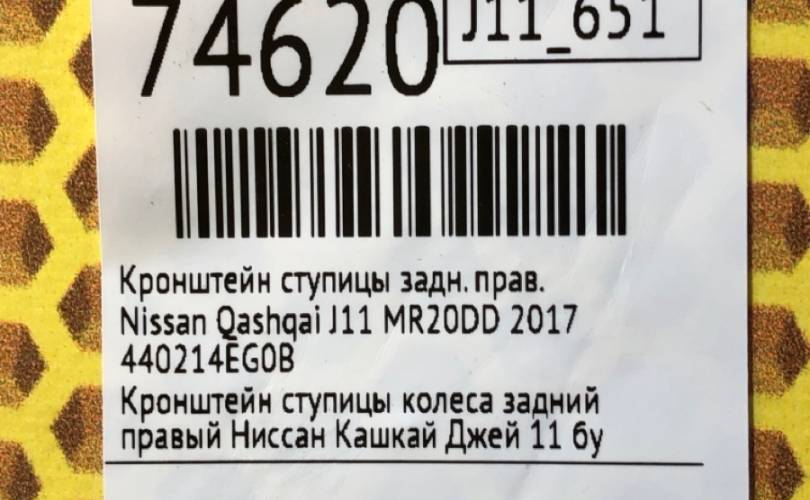 74620
J11_651
Кронштейн ступицы задн. прав.
Nissan Qashqai J11 MR20DD 2017
440214EG0B
Кронштейн ступицы колеса задний
правый Ниссан Кашкай Джей 11 бу